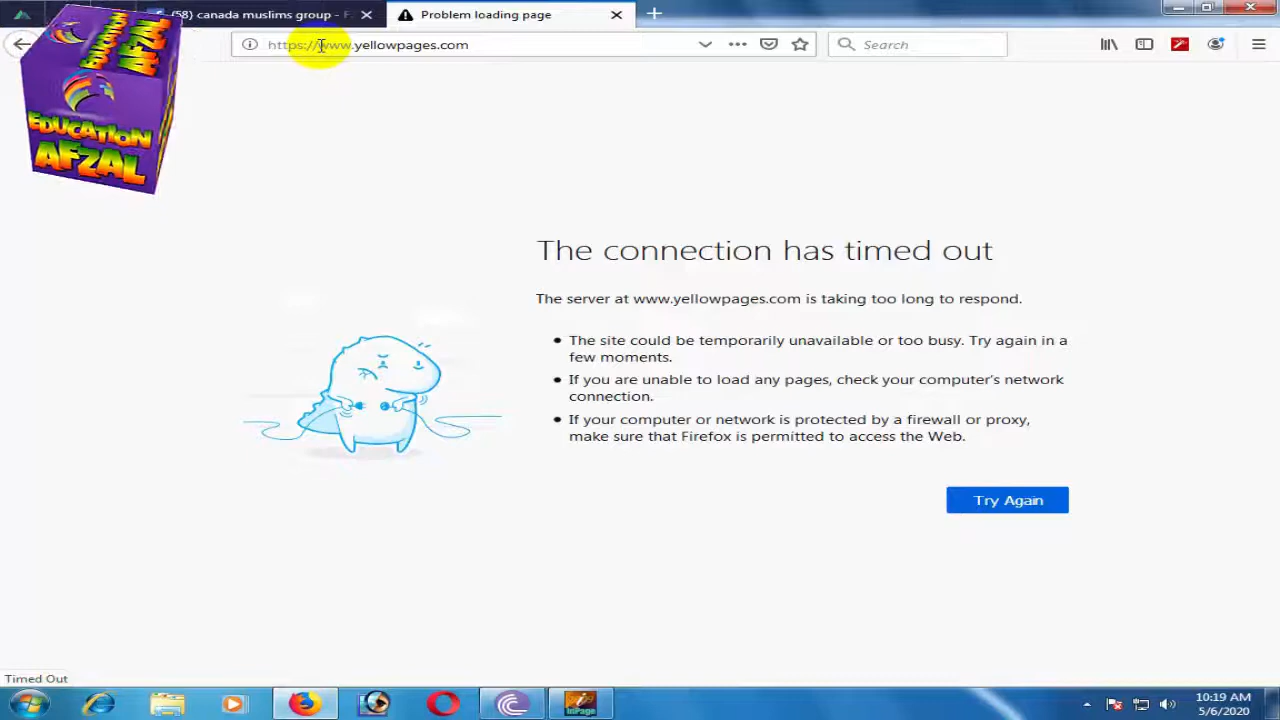 (58) canada muslims group - F
Problem loading page
https://www.yellowpages.com
Search
EDUCATION
AFZAL
EDUCATION
AFZAL
The connection has timed out
The server at www.yellowpages.com is taking too long to respond.
The site could be temporarily unavailable or too busy. Try again in a
few moments.
If you are unable to load any pages, check your computer's network
connection.
If your computer or network is protected by a firewall or proxy,
make sure that Firefox is permitted to access the Web.
Try Again
Timed Out
InPage
10:19 AM
5/6/2020